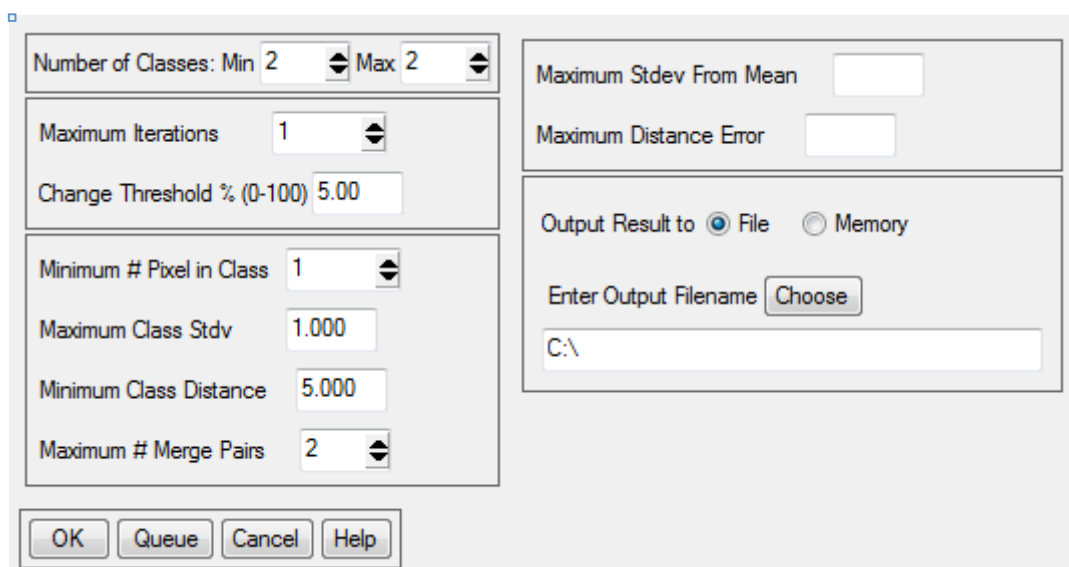 Number of Classes: Min 2 Max 2
Maximum Iterations 1
Change Threshold % (0-100) 5.00
Minimum # Pixel in Class 1
Maximum Class Stdv 1.000
Minimum Class Distance 5.000
Maximum # Merge Pairs 2
Maximum Stdev From Mean
Maximum Distance Error
Output Result to File Memory
Enter Output Filename Choose
C:\
OK Queue Cancel Help